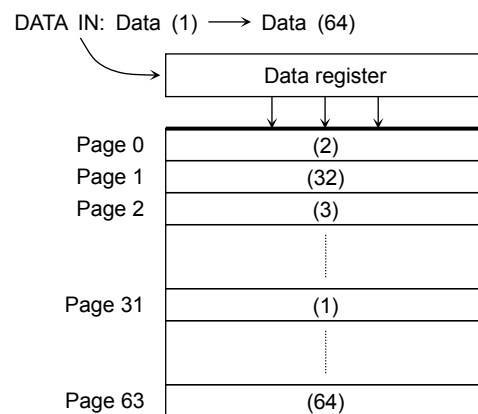 DATA IN: Data (1) → Data (64)
Data register
Page 0 (2)
Page 1 (32)
Page 2 (3)
Page 31 (1)
Page 63 (64)